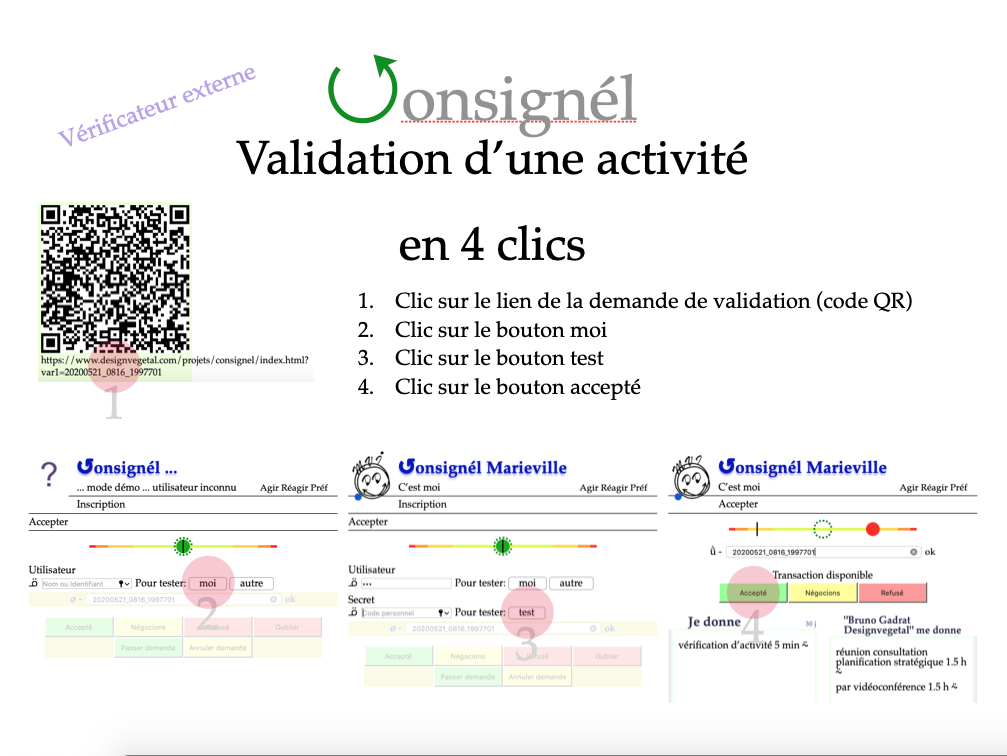 Vérificateur externe
onsignél
Validation d’une activité
en 4 clics
1. Clic sur le lien de la demande de validation (code QR)
2. Clic sur le bouton moi
3. Clic sur le bouton test
4. Clic sur le bouton accepté
https://www.designvegetal.com/projets/consignel/index.html?
var1=20200521_0816_1997701
1
? onsignél ...
... mode démo ... utilisateur inconnu Agir Réagir Préf
Inscription
Accepter
Utilisateur
Nom ou Identifiant Pour tester: moi autre
20200521_0816_1997701 ok
2
Accepté Négocions Refusé Oublier
Passer demande Annuler demande
onsignél Marieville
C’est moi Agir Réagir Préf
Inscription
Accepter
Utilisateur
••• Pour tester: moi autre
Secret
Code personnel Pour tester: test
20200521_0816_1997701 ok
3
Accepté Négocions Refusé Oublier
Passer demande Annuler demande
onsignél Marieville
C’est moi Agir Réagir Préf
Accepter
20200521_0816_1997701 ok
Transaction disponible
Accepté Négocions Refusé
4
Je donne 30 j
vérification d’activité 5 min
"Bruno Gadrat
Designvegetal" me donne
réunion consultation
planification stratégique 1.5 h
par vidéoconférence 1.5 h